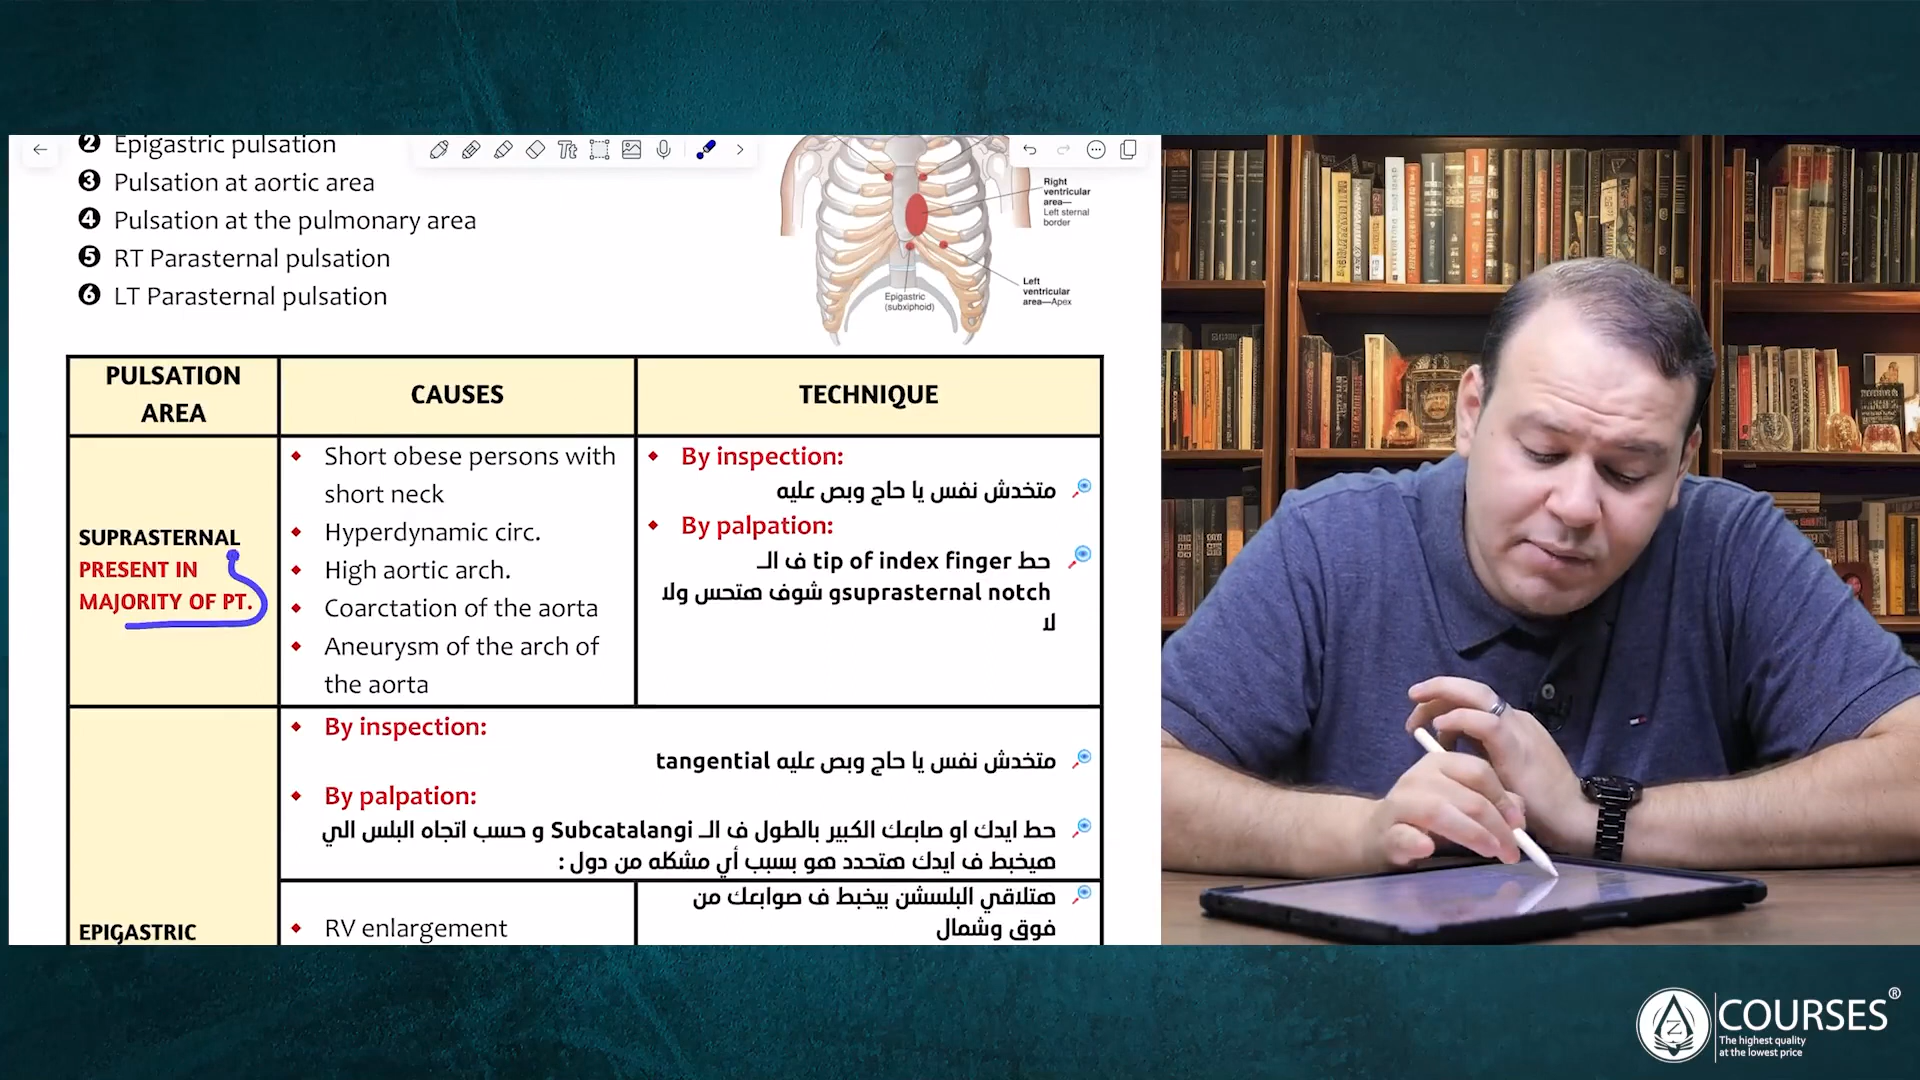 ❷ Epigastric pulsation
❸ Pulsation at aortic area
❹ Pulsation at the pulmonary area
❺ RT Parasternal pulsation
❻ LT Parasternal pulsation
Right
ventricular
area—
Left sternal
border
Left
ventricular
area—Apex
Epigastric
(subxiphoid)
PULSATION
AREA
CAUSES
TECHNIQUE
SUPRASTERNAL
PRESENT IN
MAJORITY OF PT.
Short obese persons with
short neck
Hyperdynamic circ.
High aortic arch.
Coarctation of the aorta
Aneurysm of the arch of
the aorta
By inspection:
متخدش نفس يا حاج وبص عليه
By palpation:
حط tip of index finger ف الـ
suprasternal notchو شوف هتحس ولا
لا
By inspection:
متخدش نفس يا حاج وبص عليه tangential
By palpation:
حط ايدك او صابعك الكبير بالطول ف الـ Subcatalangi و حسب اتجاه البلس الي
هيخبط ف ايدك هتحدد هو بسبب أي مشكله من دول :
EPIGASTRIC
RV enlargement
هتلاقي البلسشن بيخبط ف صوابعك من
فوق وشمال
Tt
COURSES®
The highest quality
at the lowest price